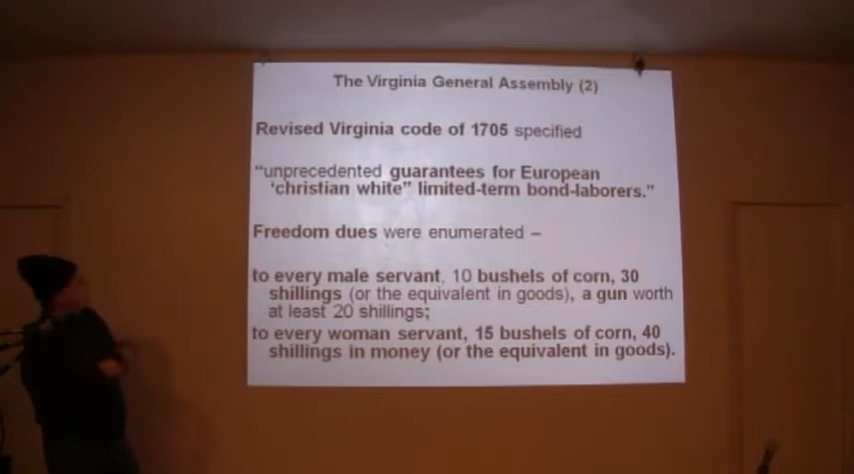 The Virginia General Assembly (2)
Revised Virginia code of 1705 specified
“unprecedented guarantees for European
‘christian white” limited-term bond-laborers.”
Freedom dues were enumerated –
to every male servant, 10 bushels of corn, 30
shillings (or the equivalent in goods), a gun worth
at least 20 shillings;
to every woman servant, 15 bushels of corn, 40
shillings in money (or the equivalent in goods).